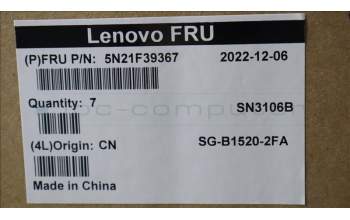 Lenovo FRU
(P)FRU P/N: 5N21F39367 2022-12-06
Quantity: 7 SN3106B
(4L)Origin: CN SG-B1520-2FA
Made in China